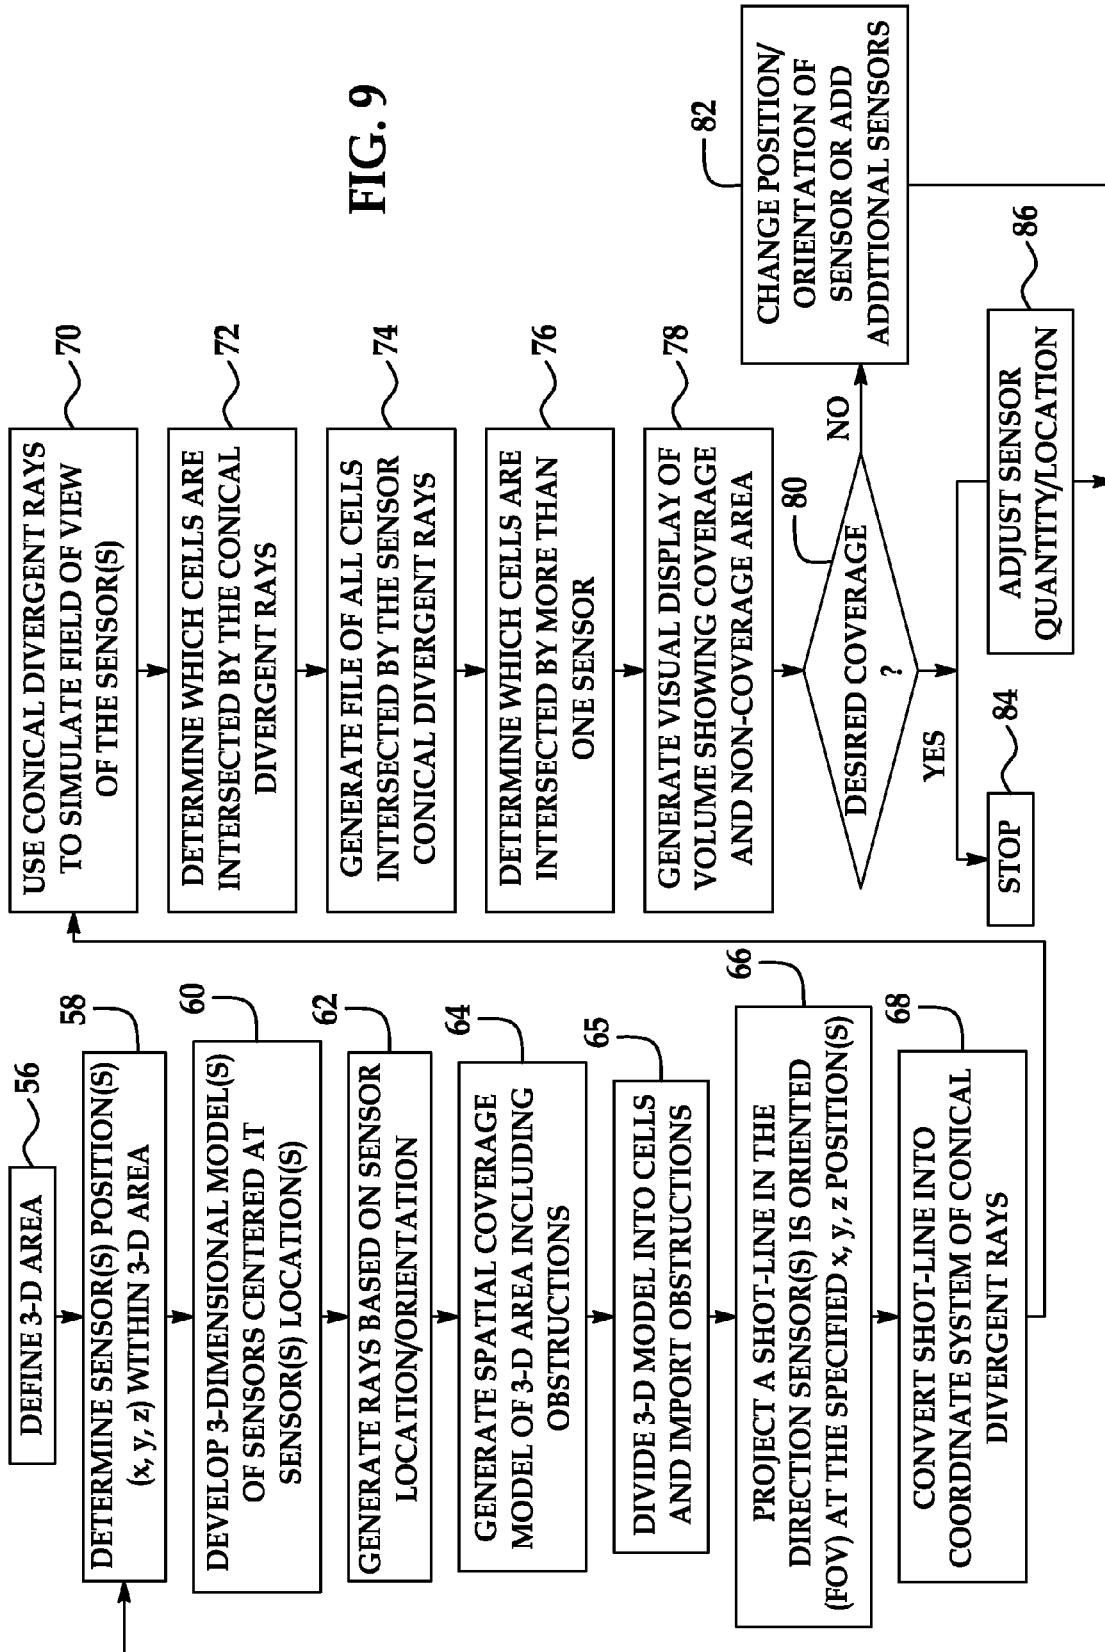 DEFINE 3-D AREA
56
DETERMINE SENSOR(S) POSITION(S)
(x, y, z) WITHIN 3-D AREA
58
DEVELOP 3-DIMENSIONAL MODEL(S)
OF SENSORS CENTERED AT
SENSOR(S) LOCATION(S)
60
GENERATE RAYS BASED ON SENSOR
LOCATION/ORIENTATION
62
GENERATE SPATIAL COVERAGE
MODEL OF 3-D AREA INCLUDING
OBSTRUCTIONS
64
DIVIDE 3-D MODEL INTO CELLS
AND IMPORT OBSTRUCTIONS
65
PROJECT A SHOT-LINE IN THE
DIRECTION SENSOR(S) IS ORIENTED
(FOV) AT THE SPECIFIED x, y, z POSITION(S)
66
CONVERT SHOT-LINE INTO
COORDINATE SYSTEM OF CONICAL
DIVERGENT RAYS
68
USE CONICAL DIVERGENT RAYS
TO SIMULATE FIELD OF VIEW
OF THE SENSOR(S)
70
DETERMINE WHICH CELLS ARE
INTERSECTED BY THE CONICAL
DIVERGENT RAYS
72
GENERATE FILE OF ALL CELLS
INTERSECTED BY THE SENSOR
CONICAL DIVERGENT RAYS
74
DETERMINE WHICH CELLS ARE
INTERSECTED BY MORE THAN
ONE SENSOR
76
GENERATE VISUAL DISPLAY OF
VOLUME SHOWING COVERAGE
AND NON-COVERAGE AREA
78
DESIRED COVERAGE
?
80
NO
CHANGE POSITION/
ORIENTATION OF
SENSOR OR ADD
ADDITIONAL SENSORS
82
YES
STOP
84
ADJUST SENSOR
QUANTITY/LOCATION
86
FIG. 9